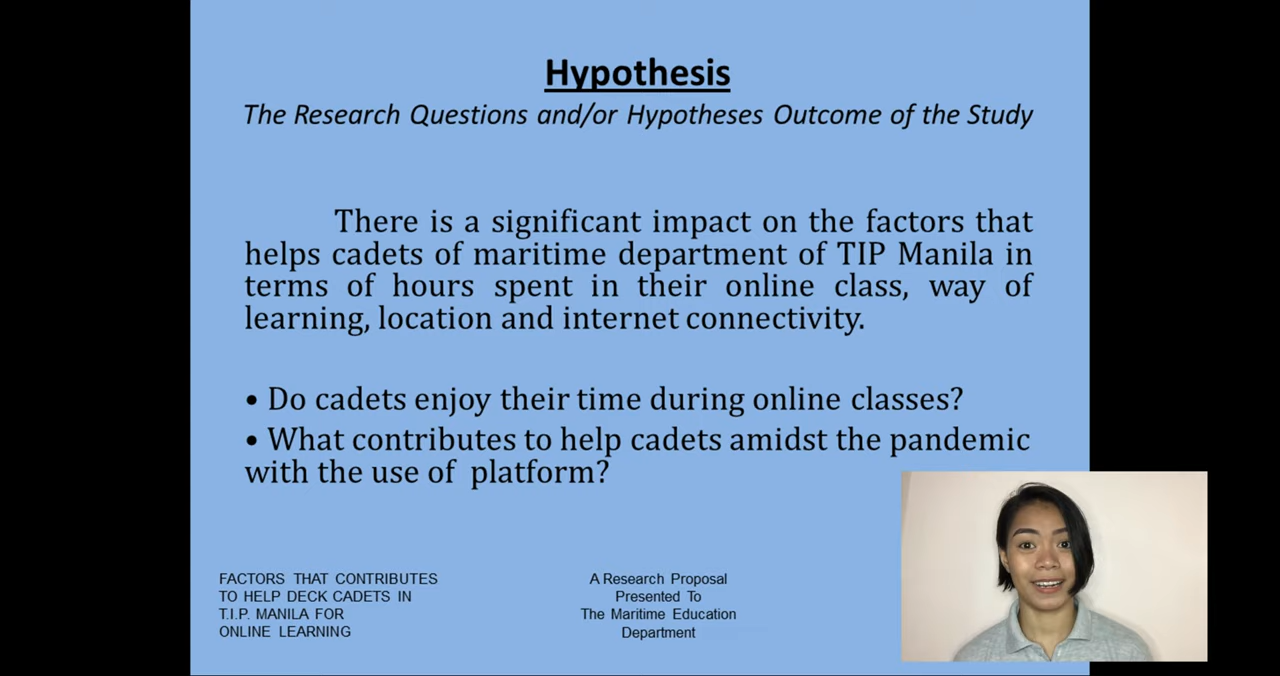 Hypothesis
The Research Questions and/or Hypotheses Outcome of the Study
There is a significant impact on the factors that
helps cadets of maritime department of TIP Manila in
terms of hours spent in their online class, way of
learning, location and internet connectivity.
• Do cadets enjoy their time during online classes?
• What contributes to help cadets amidst the pandemic
with the use of platform?
FACTORS THAT CONTRIBUTES
TO HELP DECK CADETS IN
T.I.P. MANILA FOR
ONLINE LEARNING
A Research Proposal
Presented To
The Maritime Education
Department